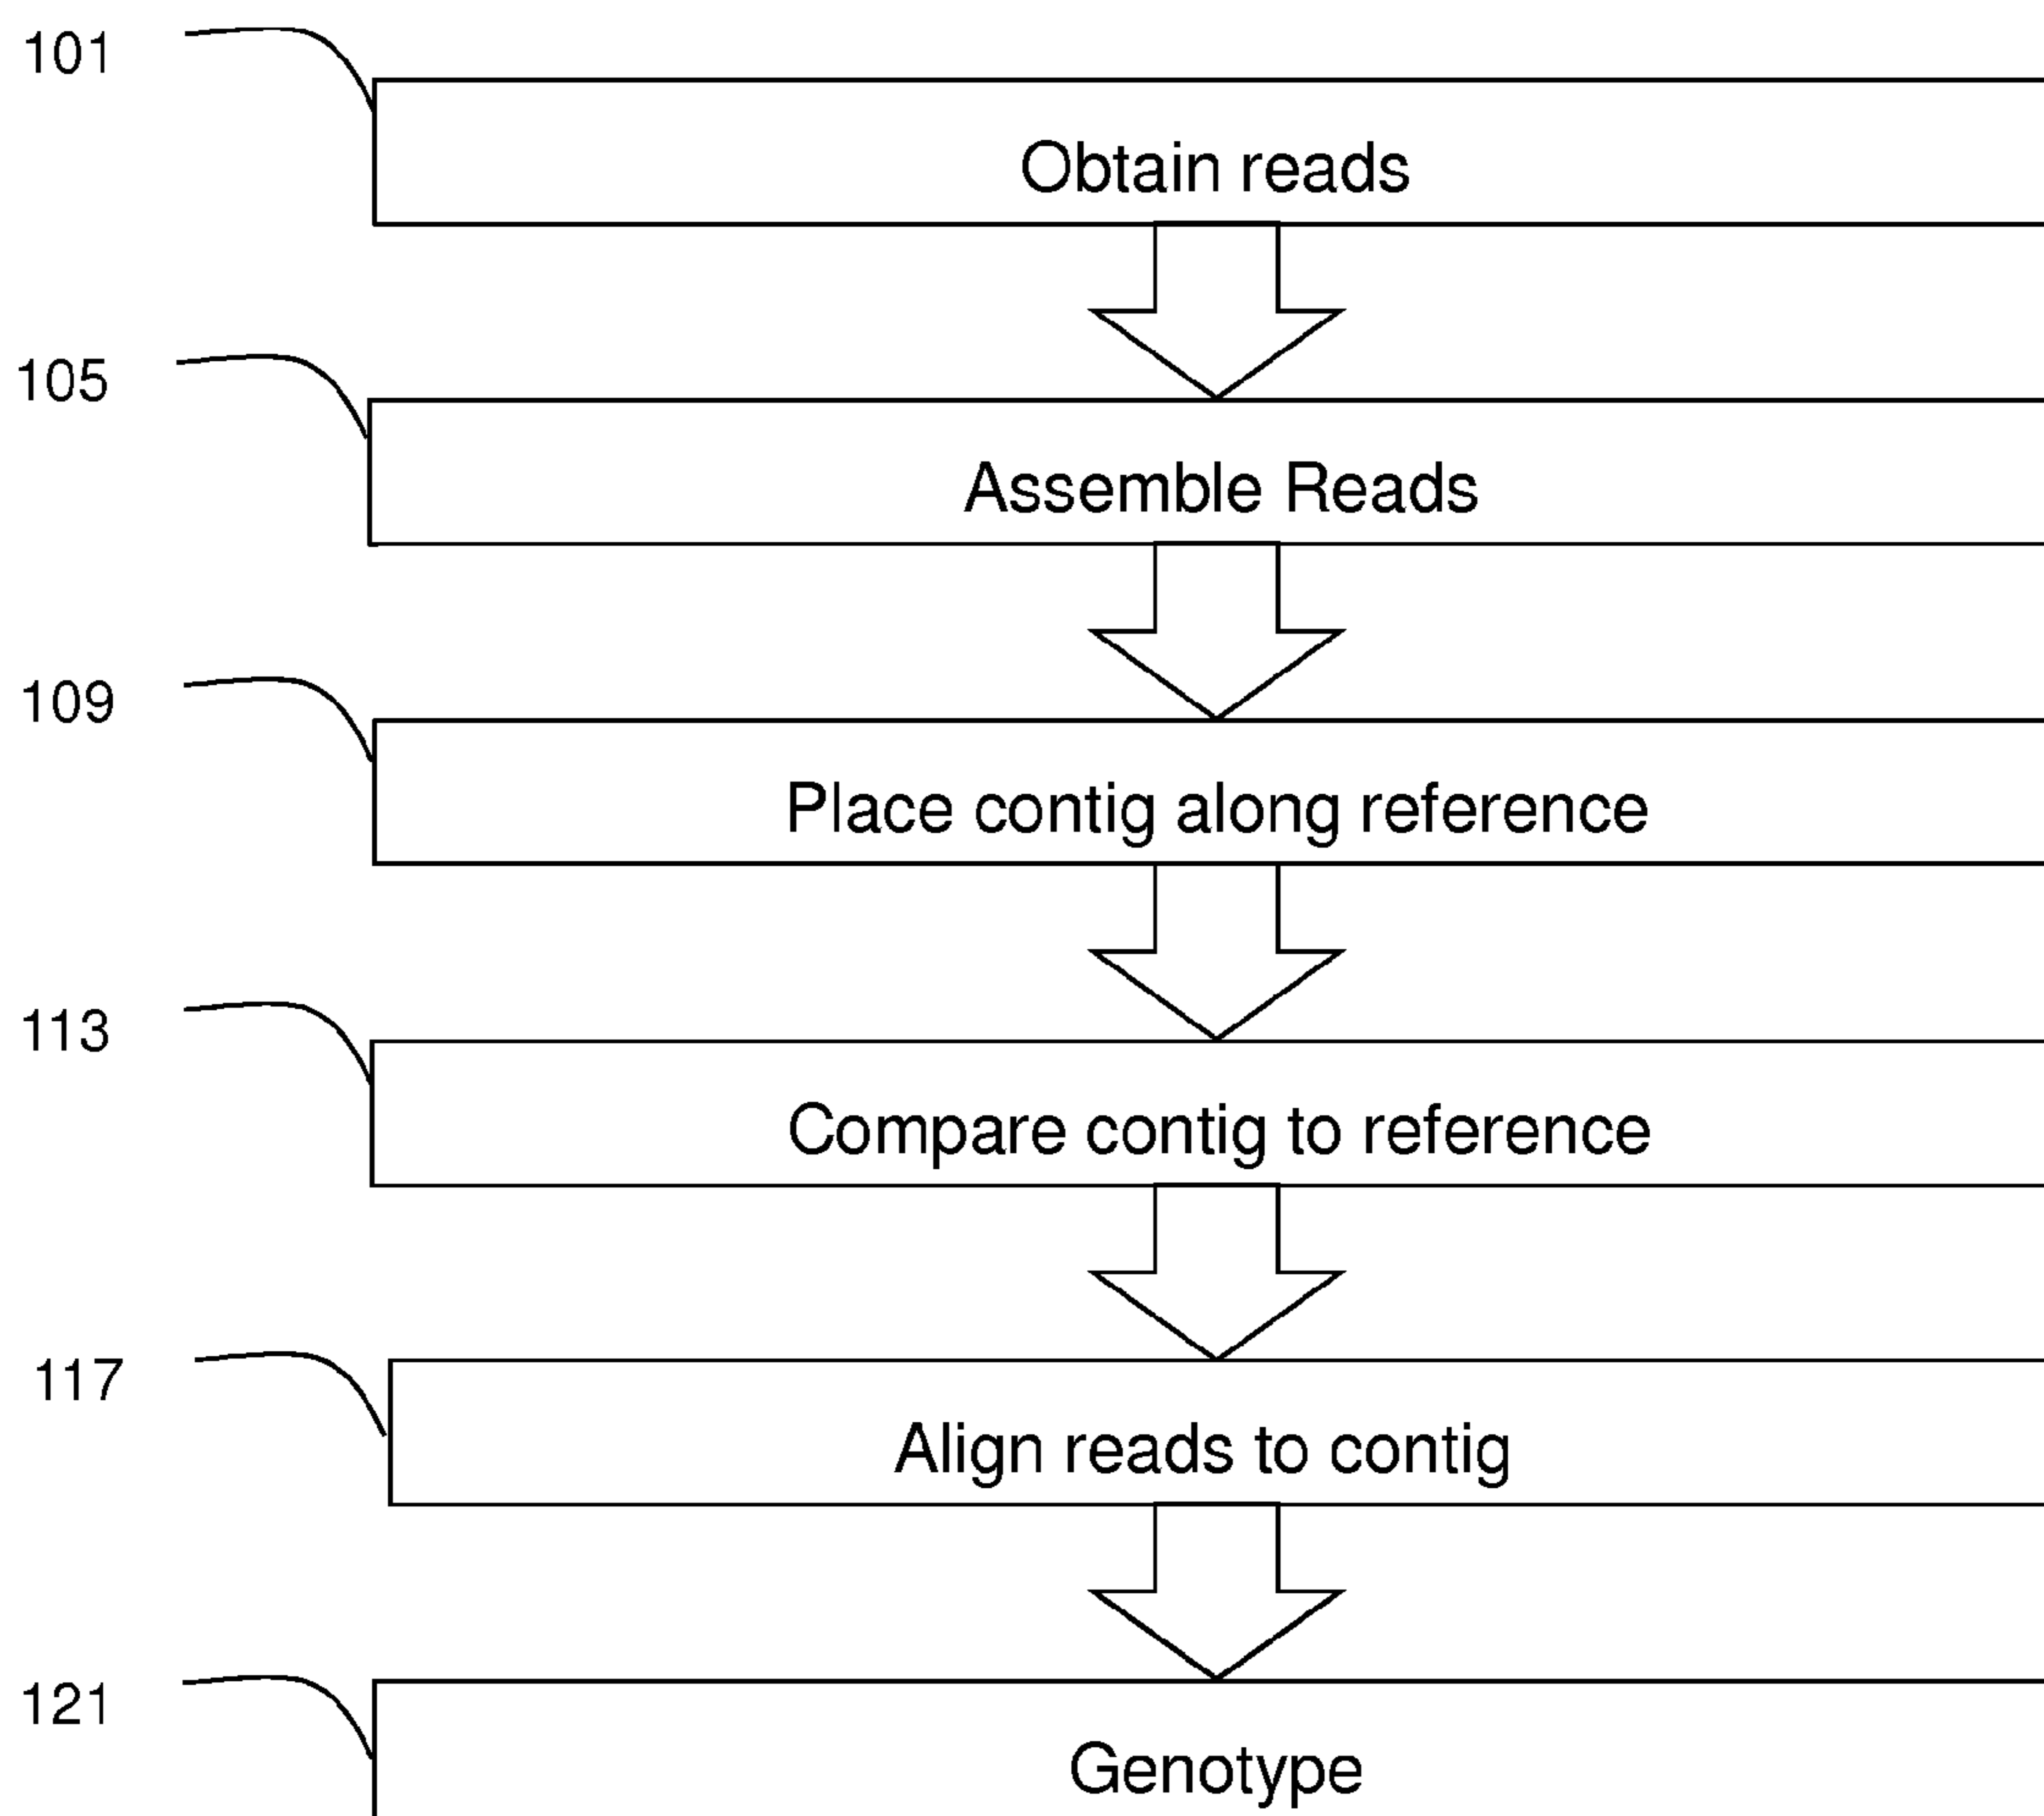 101
Obtain reads
105
Assemble Reads
109
Place contig along reference
113
Compare contig to reference
117
Align reads to contig
121
Genotype